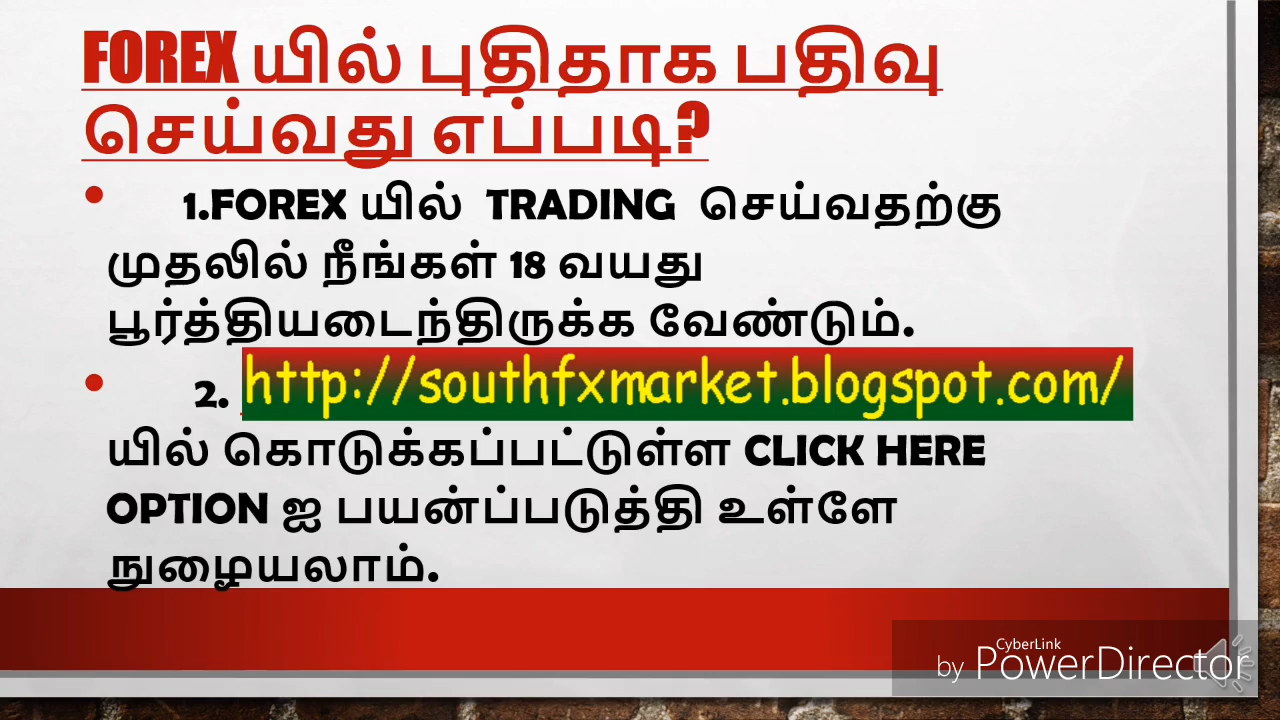 FOREX யில் புதிதாக பதிவு
செய்வது எப்படி?
• 1.FOREX யில் TRADING செய்வதற்கு
முதலில் நீங்கள் 18 வயது
பூர்த்தியடைந்திருக்க வேண்டும்.
• 2. http://southfxmarket.blogspot.com/
யில் கொடுக்கப்பட்டுள்ள CLICK HERE
OPTION ஐ பயன்ப்படுத்தி உள்ளே
நுழையலாம்.
by CyberLink PowerDirector